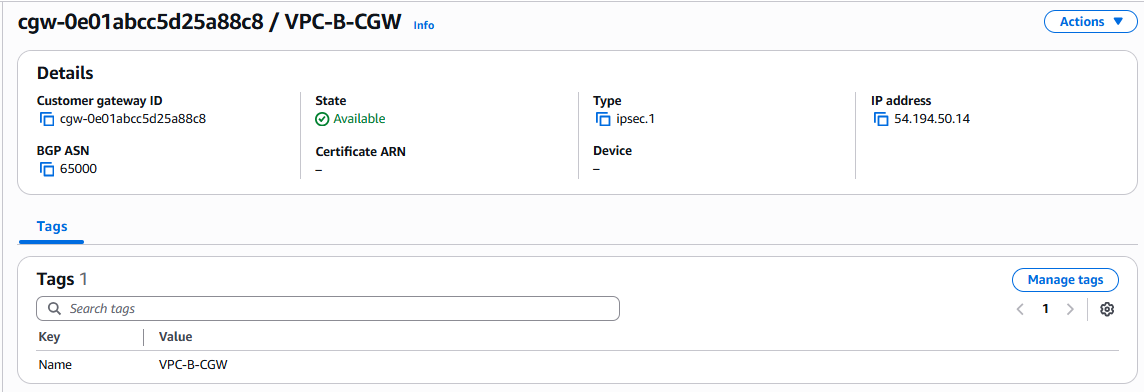 cgw-0e01abcc5d25a88c8 / VPC-B-CGW Info
Actions
Details
Customer gateway ID
cgw-0e01abcc5d25a88c8
State
Available
Type
ipsec.1
IP address
54.194.50.14
BGP ASN
65000
Certificate ARN
–
Device
–
Tags
Tags 1
Manage tags
Search tags
1
Key Value
Name VPC-B-CGW